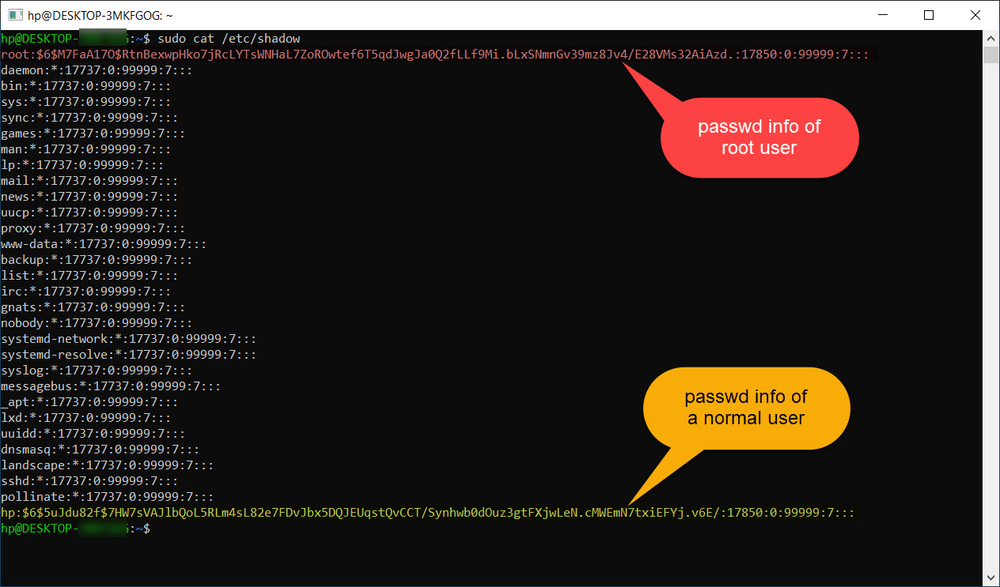 hp@DESKTOP-3MKFGOG: ~
hp@DESKTOP-:~$ sudo cat /etc/shadow
root:$6$M7FaA17O$RtnBexwpHko7jRcLYTsWNHaL7ZoROwtef6T5qdJwgJa0Q2fLLf9Mi.bLxSNmnGv39mz8Jv4/E28VMs32AiAzd.:17850:0:99999:7:::
daemon:*:17737:0:99999:7:::
bin:*:17737:0:99999:7:::
sys:*:17737:0:99999:7:::
sync:*:17737:0:99999:7:::
games:*:17737:0:99999:7:::
man:*:17737:0:99999:7:::
lp:*:17737:0:99999:7:::
mail:*:17737:0:99999:7:::
news:*:17737:0:99999:7:::
uucp:*:17737:0:99999:7:::
proxy:*:17737:0:99999:7:::
www-data:*:17737:0:99999:7:::
backup:*:17737:0:99999:7:::
list:*:17737:0:99999:7:::
irc:*:17737:0:99999:7:::
gnats:*:17737:0:99999:7:::
nobody:*:17737:0:99999:7:::
systemd-network:*:17737:0:99999:7:::
systemd-resolve:*:17737:0:99999:7:::
syslog:*:17737:0:99999:7:::
messagebus:*:17737:0:99999:7:::
_apt:*:17737:0:99999:7:::
lxd:*:17737:0:99999:7:::
uuidd:*:17737:0:99999:7:::
dnsmasq:*:17737:0:99999:7:::
landscape:*:17737:0:99999:7:::
sshd:*:17737:0:99999:7:::
pollinate:*:17737:0:99999:7:::
hp:$6$5uJdu82f$7HW7sVAJlbQoL5RLm4sL82e7FDvJbx5DQJEUqstQvCCT/Synhwb0dOuz3gtFXjwLeN.cMWEmN7txiEFYj.v6E/:17850:0:99999:7:::
hp@DESKTOP-:~$
passwd info of
root user
passwd info of
a normal user